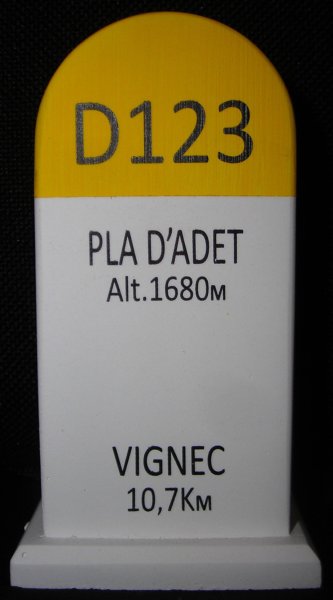 D123
PLA D'ADET
Alt.1680м
VIGNEC
10,7Kм